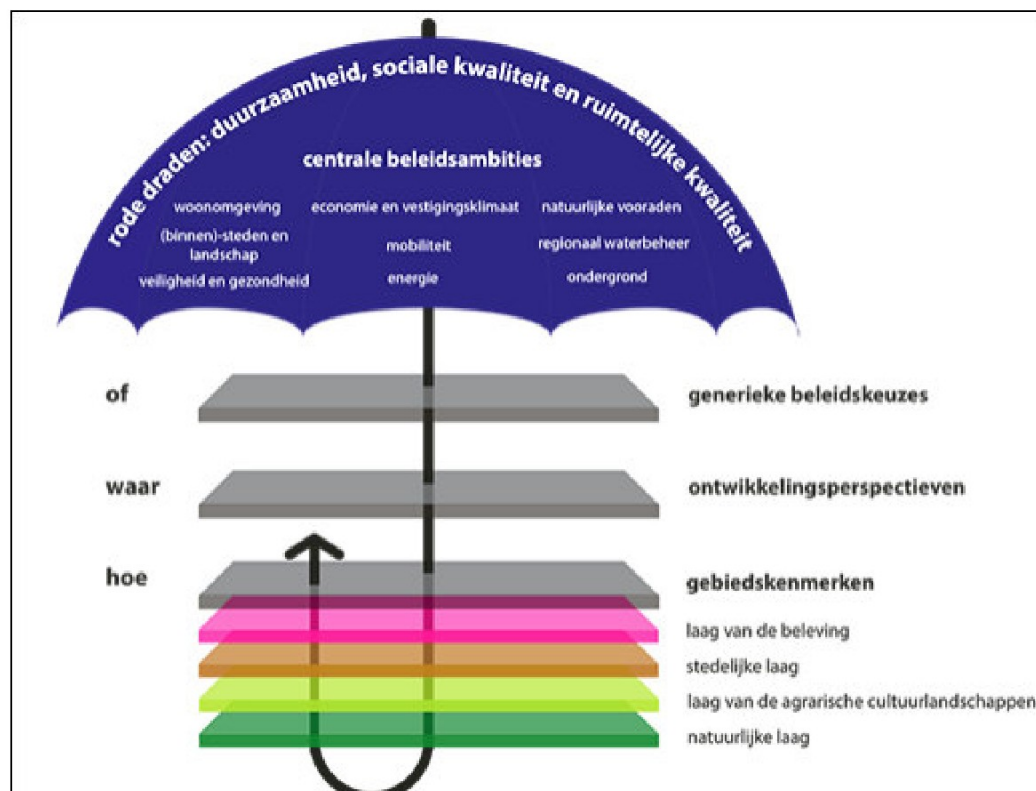 rode draden: duurzaamheid, sociale kwaliteit en ruimtelijke kwaliteit
centrale beleidsambities
woonomgeving
economie en vestigingsklimaat
natuurlijke vooraden
(binnen)-steden en
landschap
mobiliteit
regionaal waterbeheer
veiligheid en gezondheid
energie
ondergrond
of
generieke beleidskeuzes
waar
ontwikkelingsperspectieven
hoe
gebiedskenmerken
laag van de beleving
stedelijke laag
laag van de agrarische cultuurlandschappen
natuurlijke laag